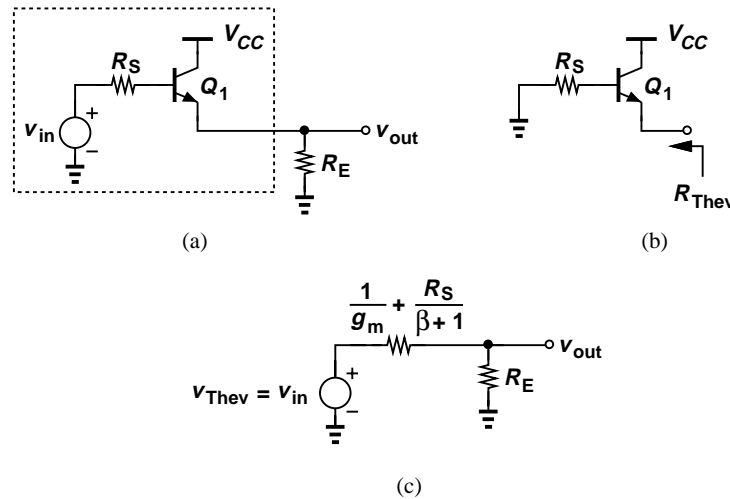 V_CC
R_S
Q_1
v_in
+
−
v_out
R_E
(a)
V_CC
R_S
Q_1
R_Thev
(b)
1/g_m + R_S/(β + 1)
v_Thev = v_in
+
−
v_out
R_E
(c)